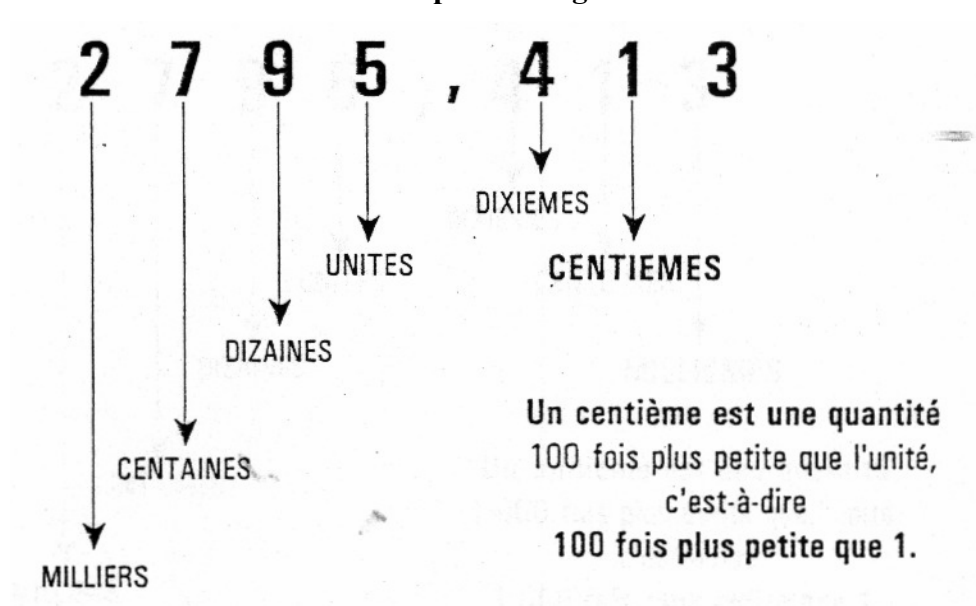 2 7 9 5 , 4 1 3
DIXIEMES
UNITES
CENTIEMES
DIZAINES
Un centième est une quantité
CENTAINES
100 fois plus petite que l'unité,
c'est-à-dire
100 fois plus petite que 1.
MILLIERS